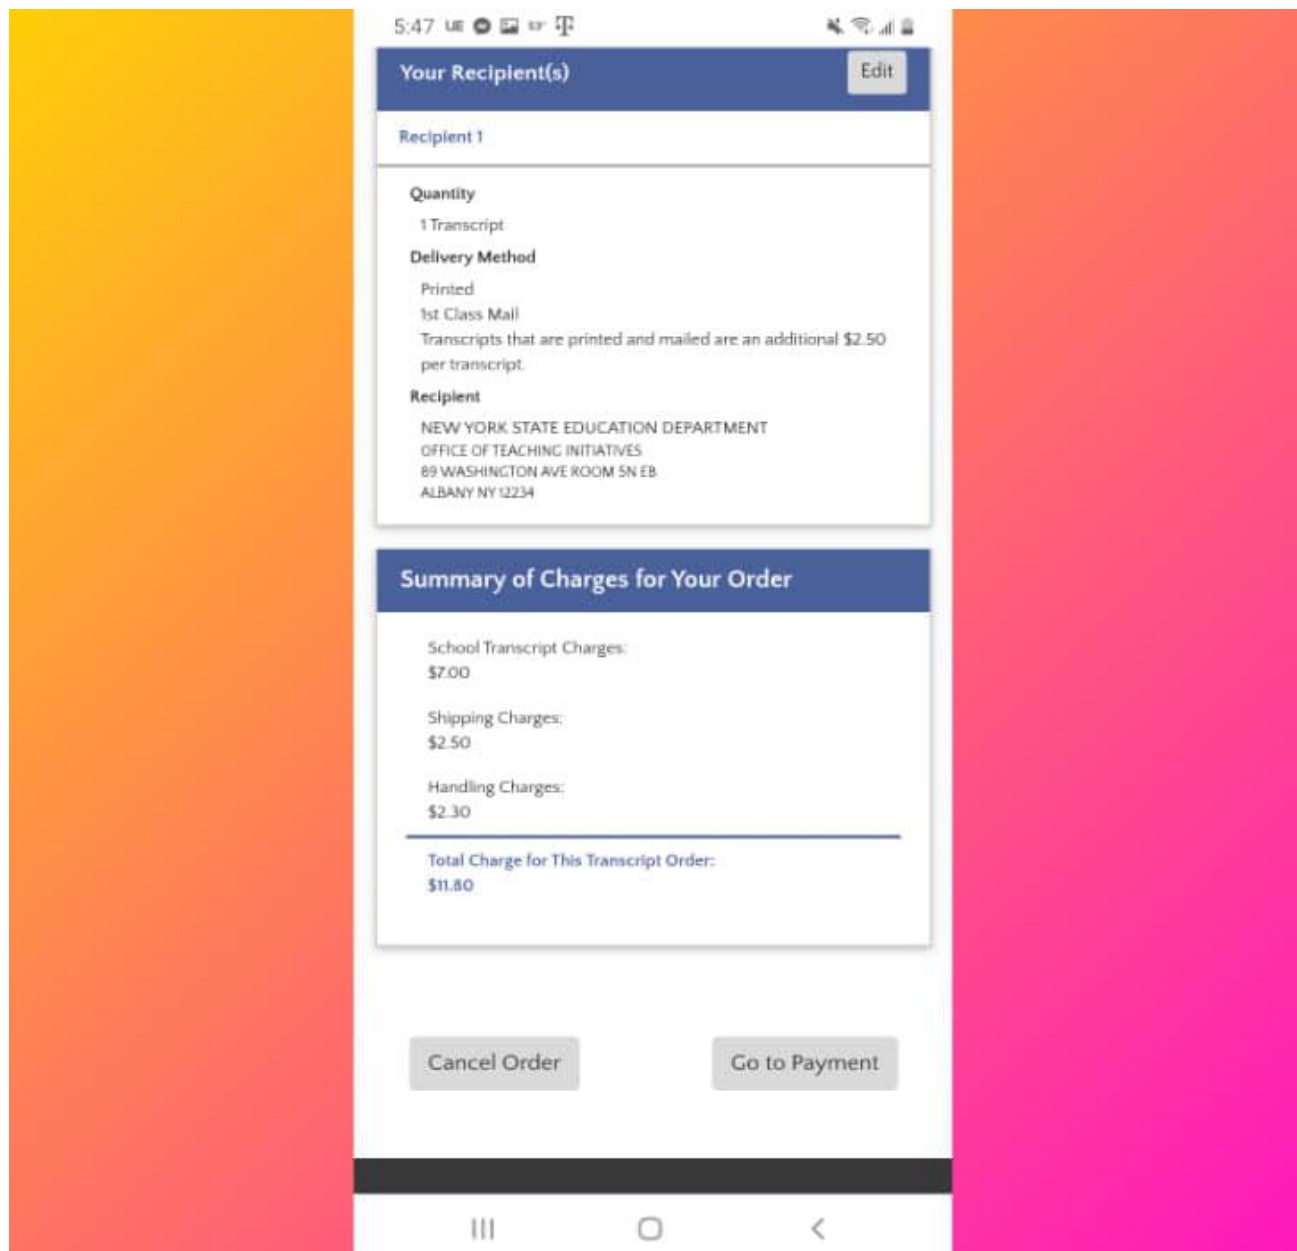 5:47 UE
Your Recipient(s)
Edit
Recipient 1
Quantity
1 Transcript
Delivery Method
Printed
1st Class Mail
Transcripts that are printed and mailed are an additional $2.50
per transcript.
Recipient
NEW YORK STATE EDUCATION DEPARTMENT
OFFICE OF TEACHING INITIATIVES
89 WASHINGTON AVE ROOM 5N EB
ALBANY NY 12234
Summary of Charges for Your Order
School Transcript Charges:
$7.00
Shipping Charges:
$2.50
Handling Charges:
$2.30
Total Charge for This Transcript Order:
$11.80
Cancel Order
Go to Payment